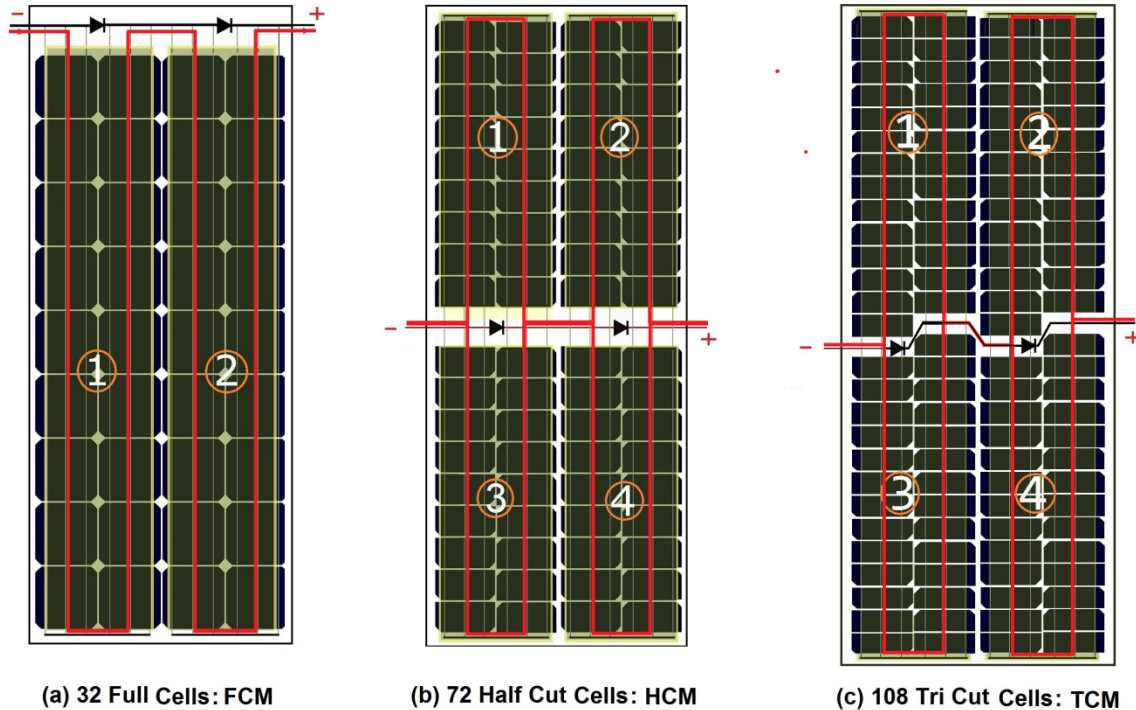 - +
1 2
(a) 32 Full Cells: FCM
1 2
- +
3 4
(b) 72 Half Cut Cells: HCM
1 2
- +
3 4
(c) 108 Tri Cut Cells: TCM